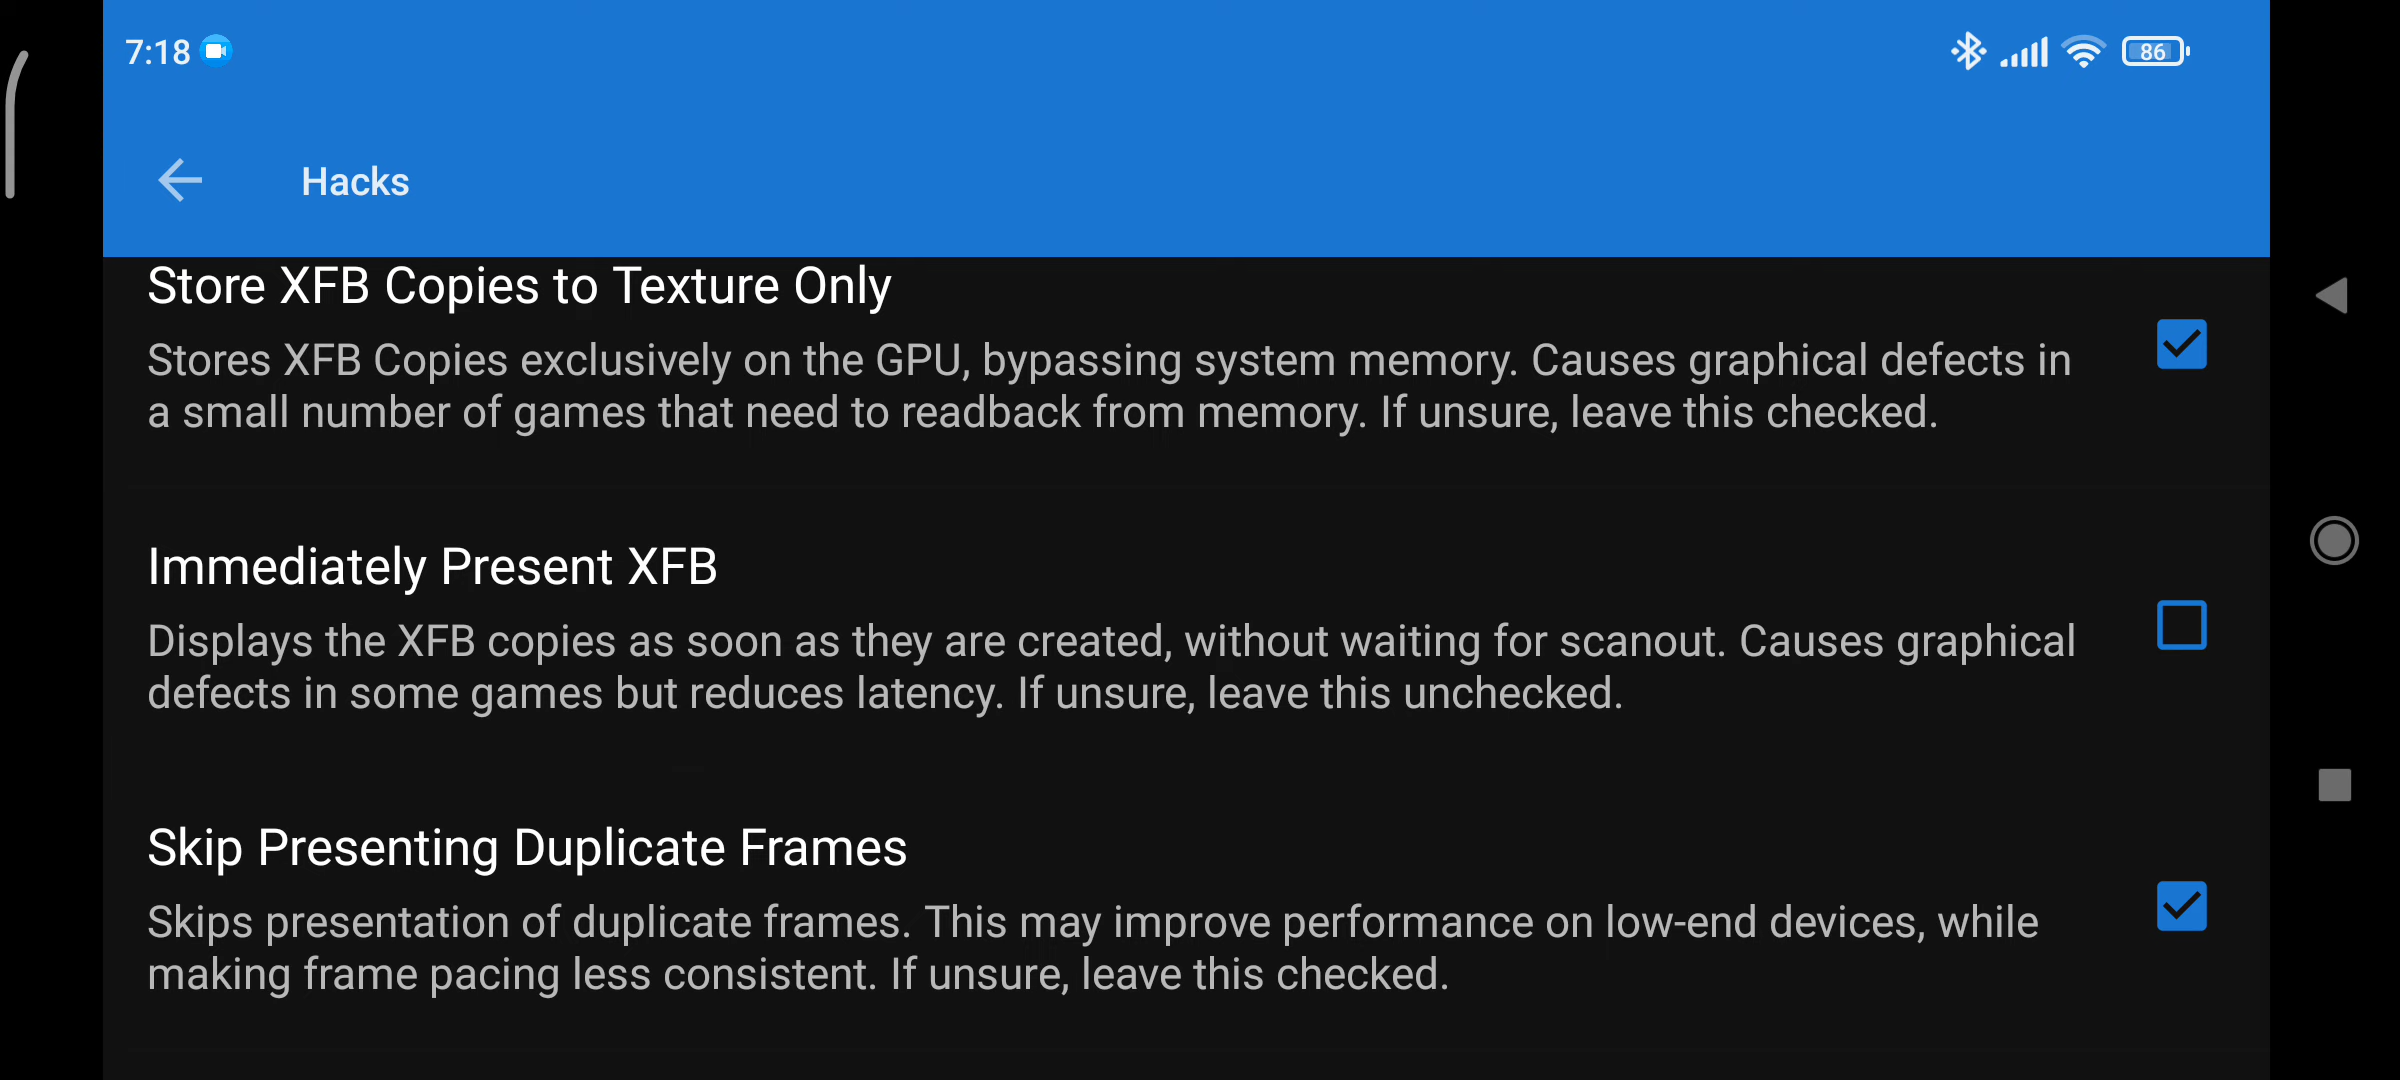 7:18
86
Hacks
Store XFB Copies to Texture Only
Stores XFB Copies exclusively on the GPU, bypassing system memory. Causes graphical defects in
a small number of games that need to readback from memory. If unsure, leave this checked.
Immediately Present XFB
Displays the XFB copies as soon as they are created, without waiting for scanout. Causes graphical
defects in some games but reduces latency. If unsure, leave this unchecked.
Skip Presenting Duplicate Frames
Skips presentation of duplicate frames. This may improve performance on low-end devices, while
making frame pacing less consistent. If unsure, leave this checked.